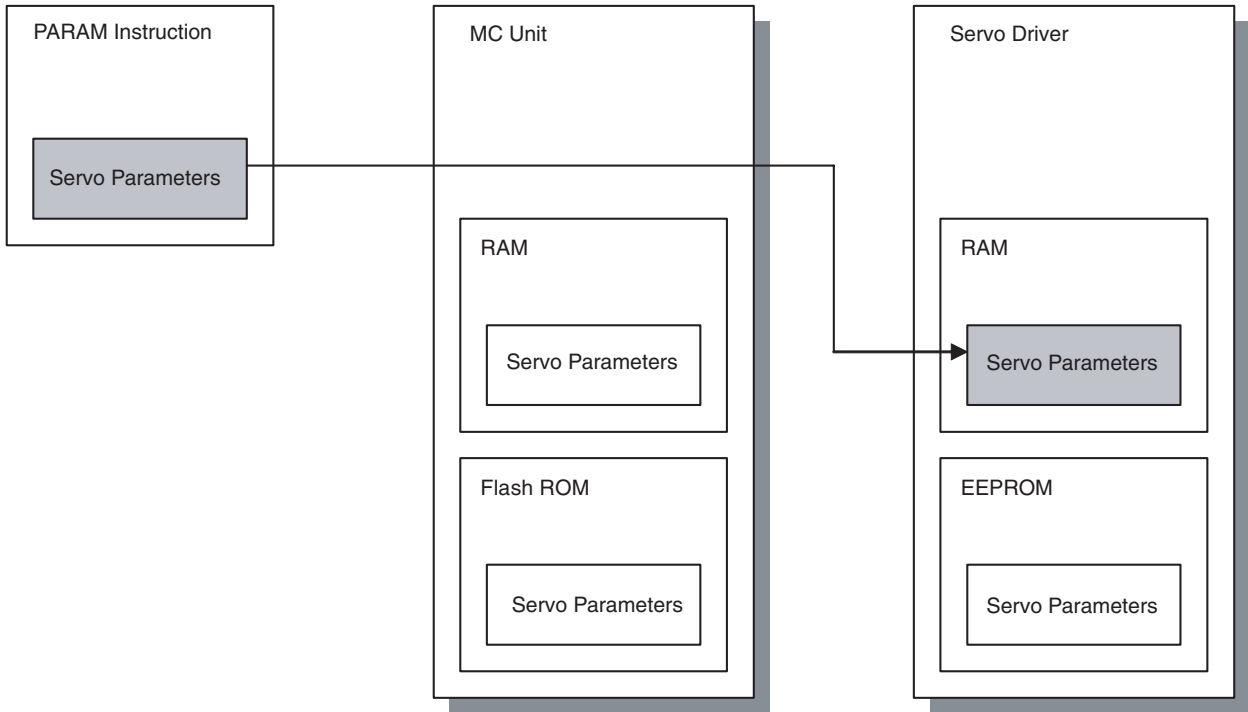 PARAM Instruction
Servo Parameters
MC Unit
RAM
Servo Parameters
Flash ROM
Servo Parameters
Servo Driver
RAM
Servo Parameters
EEPROM
Servo Parameters